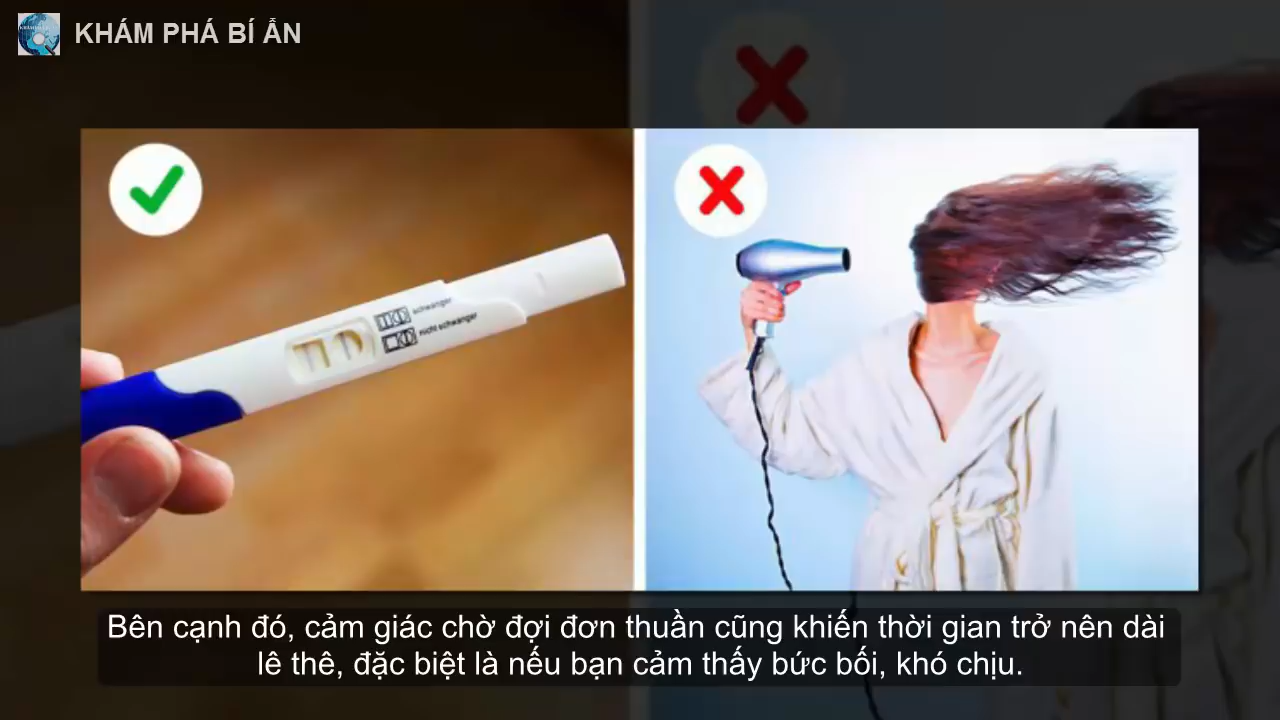 KHÁM PHÁ BÍ ẨN
schwanger
nicht schwanger
Bên cạnh đó, cảm giác chờ đợi đơn thuần cũng khiến thời gian trở nên dài
lê thê, đặc biệt là nếu bạn cảm thấy bức bối, khó chịu.